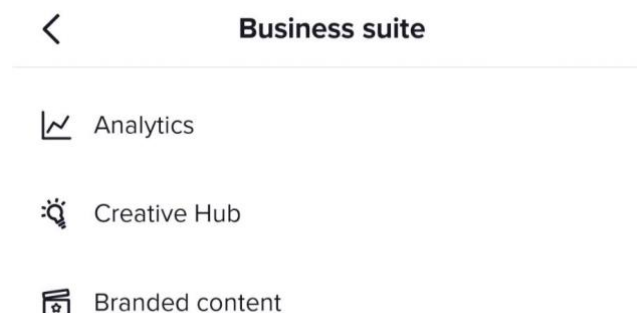 Business suite
Analytics
Creative Hub
Branded content